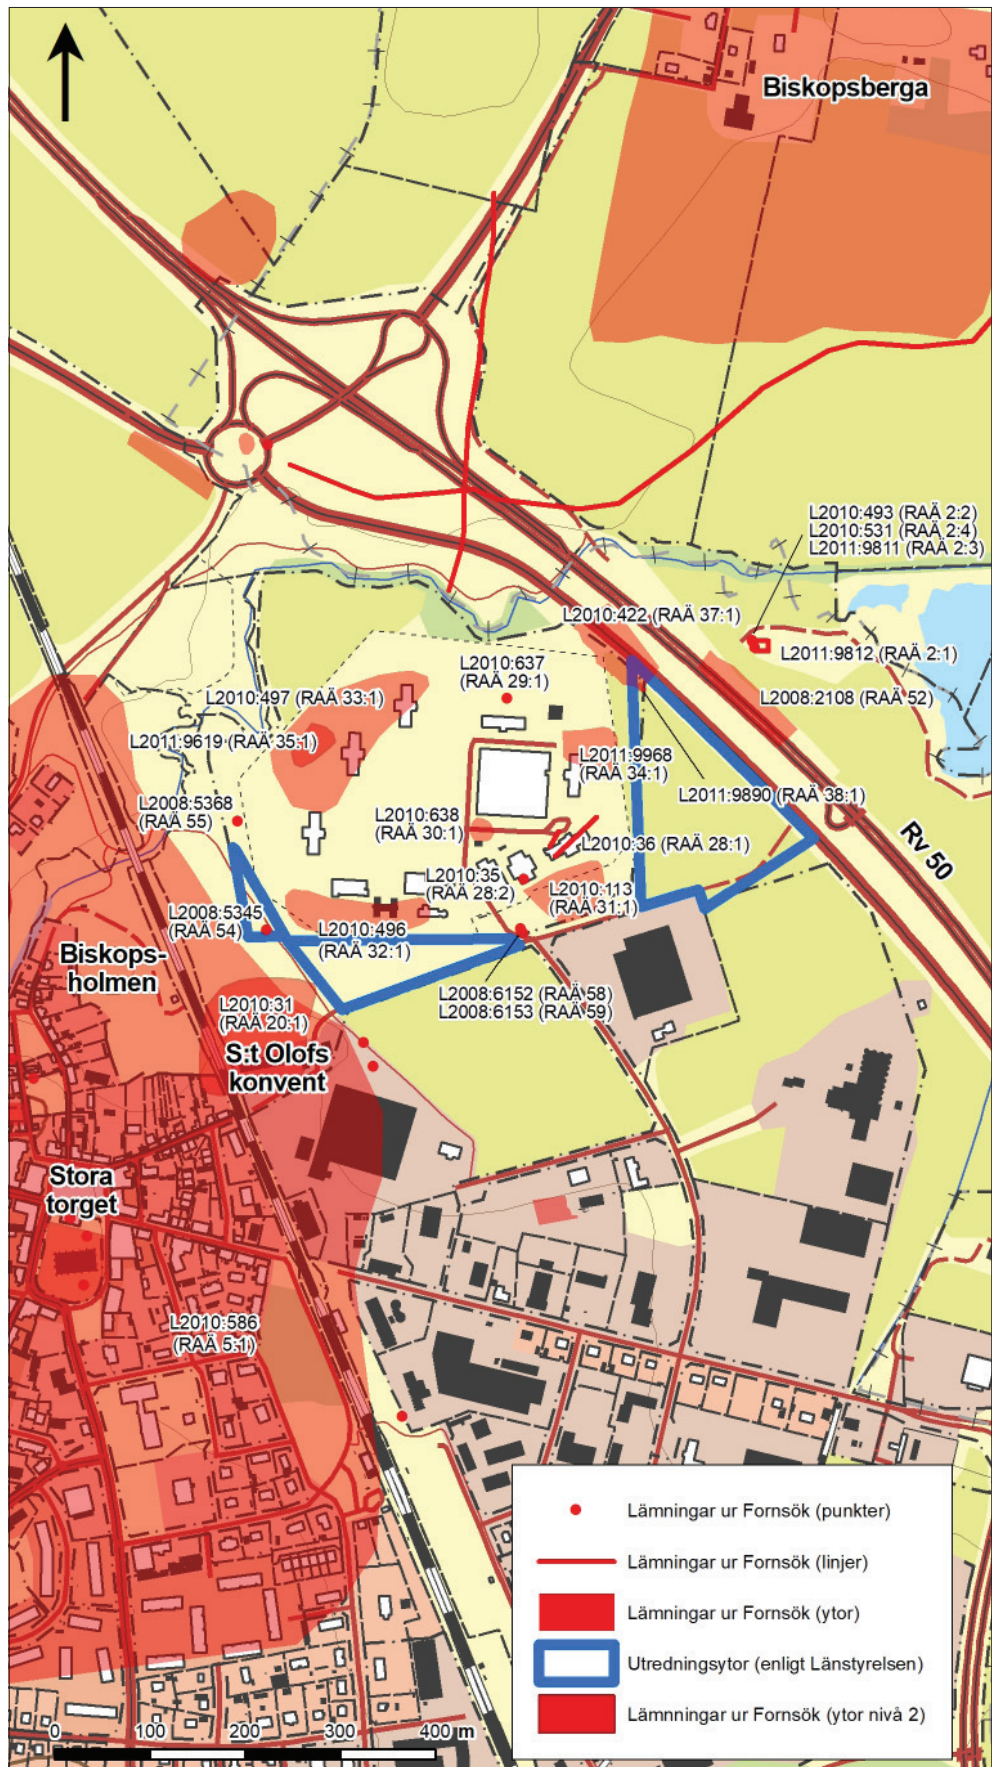 Biskopsberga
L2010:493 (RAÄ 2:2)
L2010:531 (RAÄ 2:4)
L2011:9811 (RAÄ 2:3)
L2010:422 (RAÄ 37:1)
L2011:9812 (RAÄ 2:1)
L2010:637
(RAÄ 29:1)
L2010:497 (RAÄ 33:1)
L2008:2108 (RAÄ 52)
L2011:9619 (RAÄ 35:1)
L2011:9968
(RAÄ 34:1)
L2011:9890 (RAÄ 38:1)
L2008:5368
(RAÄ 55)
L2010:638
(RAÄ 30:1)
L2010:36 (RAÄ 28:1)
Rv 50
L2010:35
(RAÄ 28:2)
L2010:113
(RAÄ 31:1)
L2008:5345
(RAÄ 54)
L2010:496
(RAÄ 32:1)
Biskops-
holmen
L2008:6152 (RAÄ 58)
L2008:6153 (RAÄ 59)
L2010:31
(RAÄ 20:1)
S:t Olofs
konvent
Stora
torget
L2010:586
(RAÄ 5:1)
Lämningar ur Fornsök (punkter)
Lämningar ur Fornsök (linjer)
Lämningar ur Fornsök (ytor)
Utredningsytor (enligt Länstyrelsen)
Lämnningar ur Fornsök (ytor nivå 2)
0 100 200 300 400 m